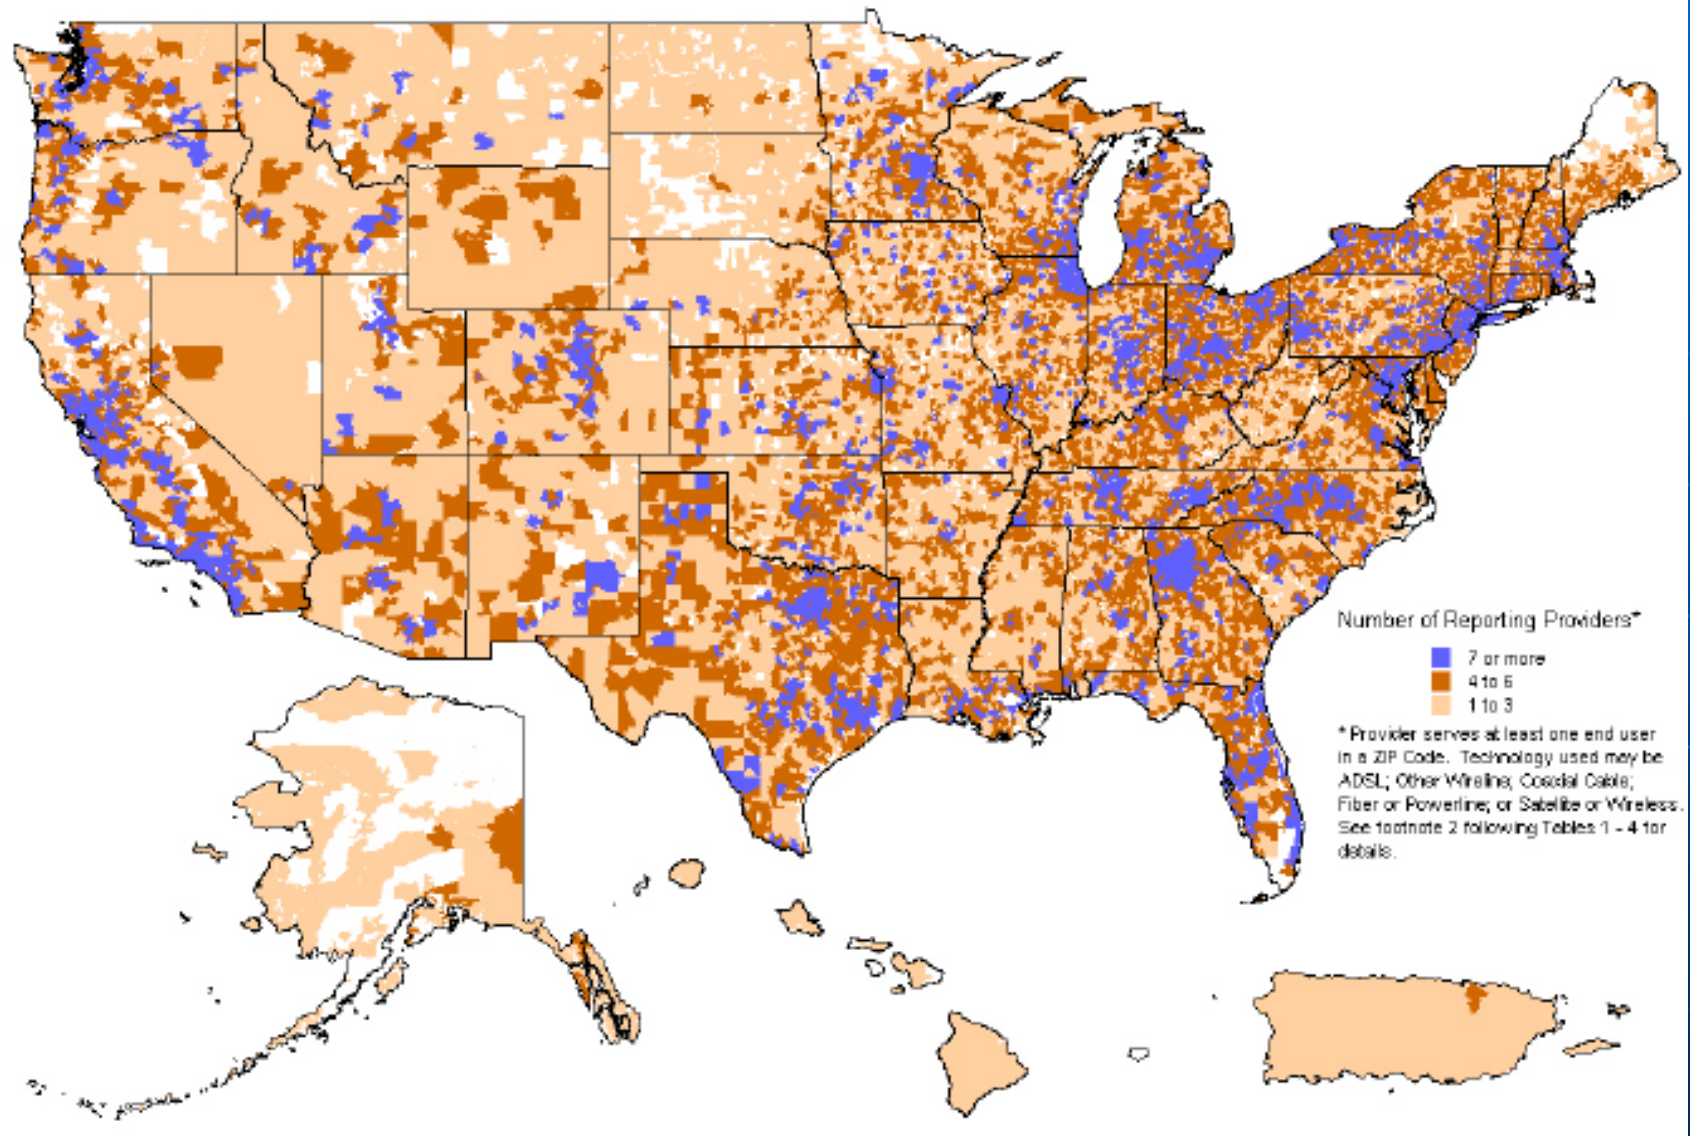 Number of Reporting Providers*
7 or more
4 to 6
1 to 3
* Provider serves at least one end user
in a ZIP Code. Technology used may be
ADSL; Other Wireline; Coaxial Cable;
Fiber or Powerline; or Satellite or Wireless.
See footnote 2 following Tables 1 - 4 for
details.